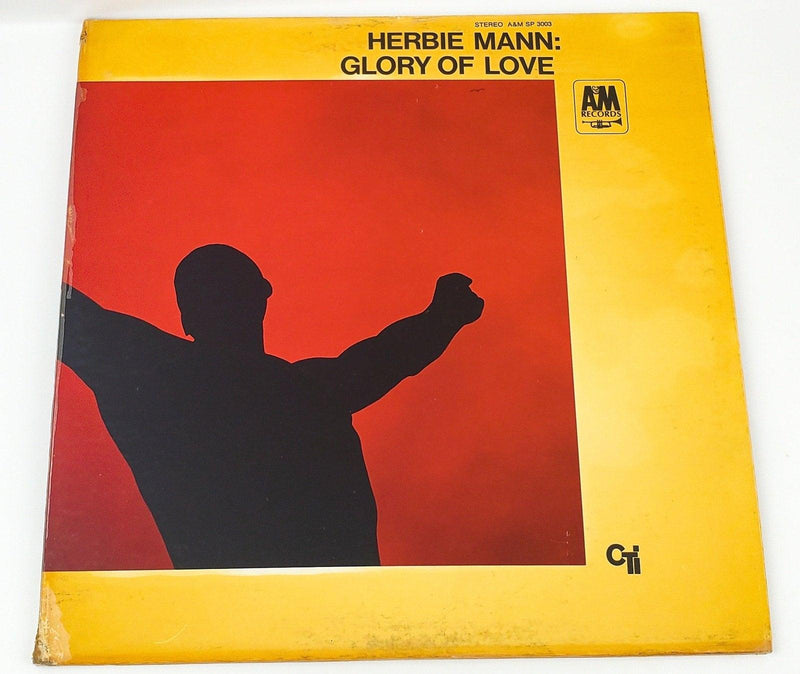 STEREO A&M SP 3003
HERBIE MANN:
GLORY OF LOVE
A&M
RECORDS
CTi